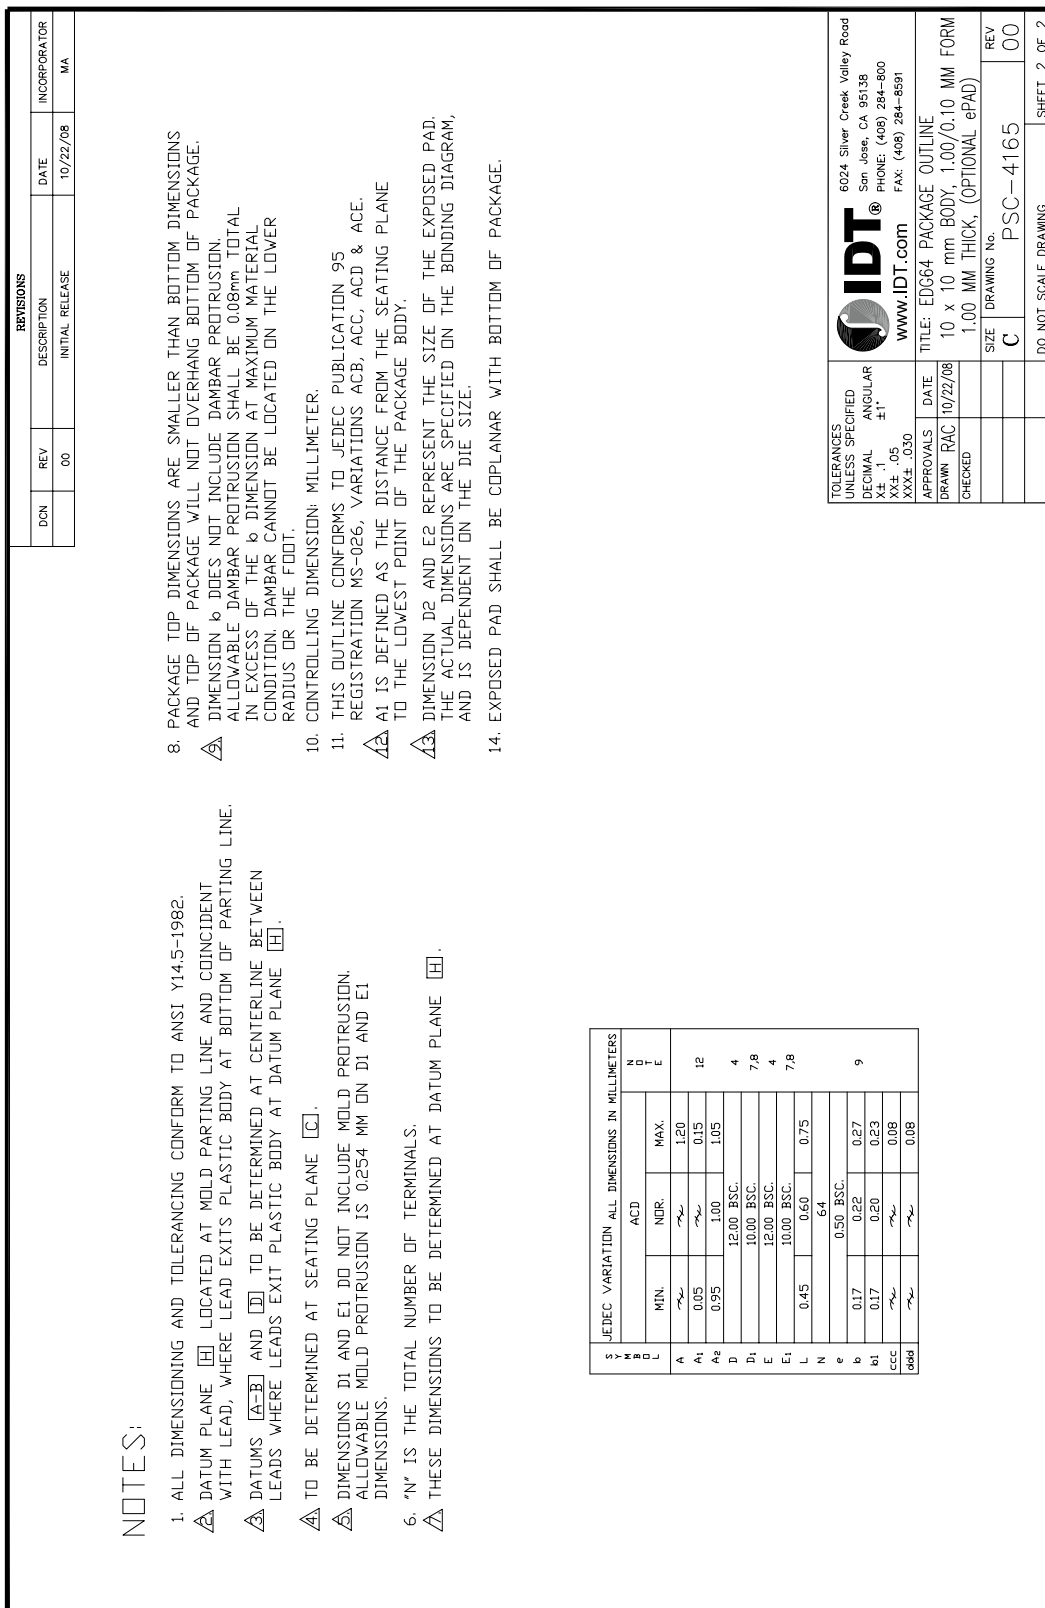 REVISIONS
DCN REV DESCRIPTION DATE INCORPORATOR
00 INITIAL RELEASE 10/22/08 MA
NOTES:
1. ALL DIMENSIONING AND TOLERANCING CONFORM TO ANSI Y14.5-1982.
2. DATUM PLANE H LOCATED AT MOLD PARTING LINE AND COINCIDENT
WITH LEAD, WHERE LEAD EXITS PLASTIC BODY AT BOTTOM OF PARTING LINE.
3. DATUMS A-B AND D TO BE DETERMINED AT CENTERLINE BETWEEN
LEADS WHERE LEADS EXIT PLASTIC BODY AT DATUM PLANE H.
4. TO BE DETERMINED AT SEATING PLANE C.
5. DIMENSIONS D1 AND E1 DO NOT INCLUDE MOLD PROTRUSION.
ALLOWABLE MOLD PROTRUSION IS 0.254 MM ON D1 AND E1
DIMENSIONS.
6. "N" IS THE TOTAL NUMBER OF TERMINALS.
7. THESE DIMENSIONS TO BE DETERMINED AT DATUM PLANE H.
8. PACKAGE TOP DIMENSIONS ARE SMALLER THAN BOTTOM DIMENSIONS
AND TOP OF PACKAGE WILL NOT OVERHANG BOTTOM OF PACKAGE.
9. DIMENSION b DOES NOT INCLUDE DAMBAR PROTRUSION.
ALLOWABLE DAMBAR PROTRUSION SHALL BE 0.08mm TOTAL
IN EXCESS OF THE b DIMENSION AT MAXIMUM MATERIAL
CONDITION. DAMBAR CANNOT BE LOCATED ON THE LOWER
RADIUS OR THE FOOT.
10. CONTROLLING DIMENSION: MILLIMETER.
11. THIS OUTLINE CONFORMS TO JEDEC PUBLICATION 95
REGISTRATION MS-026, VARIATIONS ACB, ACC, ACD & ACE.
12. A1 IS DEFINED AS THE DISTANCE FROM THE SEATING PLANE
TO THE LOWEST POINT OF THE PACKAGE BODY.
13. DIMENSION D2 AND E2 REPRESENT THE SIZE OF THE EXPOSED PAD.
THE ACTUAL DIMENSIONS ARE SPECIFIED ON THE BONDING DIAGRAM,
AND IS DEPENDENT ON THE DIE SIZE.
14. EXPOSED PAD SHALL BE COPLANAR WITH BOTTOM OF PACKAGE.
SYMBOL JEDEC VARIATION ALL DIMENSIONS IN MILLIMETERS
ACD NOTE
MIN. NOR. MAX.
A 1.20
A1 0.05 0.15 12
A2 0.95 1.00 1.05
D 12.00 BSC. 4
D1 10.00 BSC. 7,8
E 12.00 BSC. 4
E1 10.00 BSC. 7,8
L 0.45 0.60 0.75
N 64
e 0.50 BSC.
b 0.17 0.22 0.27 9
b1 0.17 0.20 0.23
ccc 0.08
ddd 0.08
TOLERANCES
UNLESS SPECIFIED
DECIMAL ANGULAR
X± .1 ±1°
XX± .05
XXX± .030
IDT®
www.IDT.com
6024 Silver Creek Valley Road
San Jose, CA 95138
PHONE: (408) 284-800
FAX: (408) 284-8591
APPROVALS DATE
DRAWN RAC 10/22/08
CHECKED
TITLE: EDG64 PACKAGE OUTLINE
10 x 10 mm BODY, 1.00/0.10 MM FORM
1.00 MM THICK, (OPTIONAL ePAD)
SIZE DRAWING No. REV
C PSC-4165 00
DO NOT SCALE DRAWING SHEET 2 OF 2